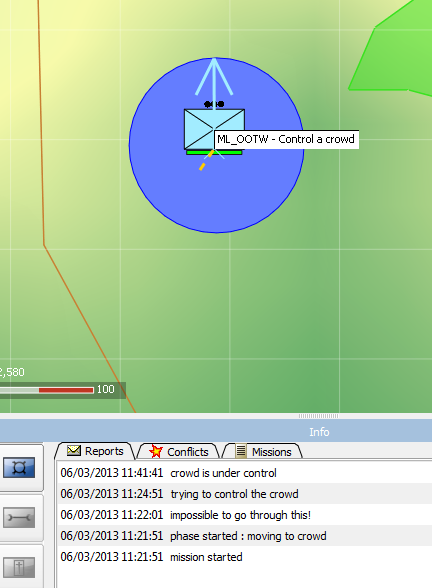 ML_OOTW - Control a crowd
2,580
100
Info
Reports Conflicts Missions
06/03/2013 11:41:41 crowd is under control
06/03/2013 11:24:51 trying to control the crowd
06/03/2013 11:22:01 impossible to go through this!
06/03/2013 11:21:51 phase started : moving to crowd
06/03/2013 11:21:51 mission started